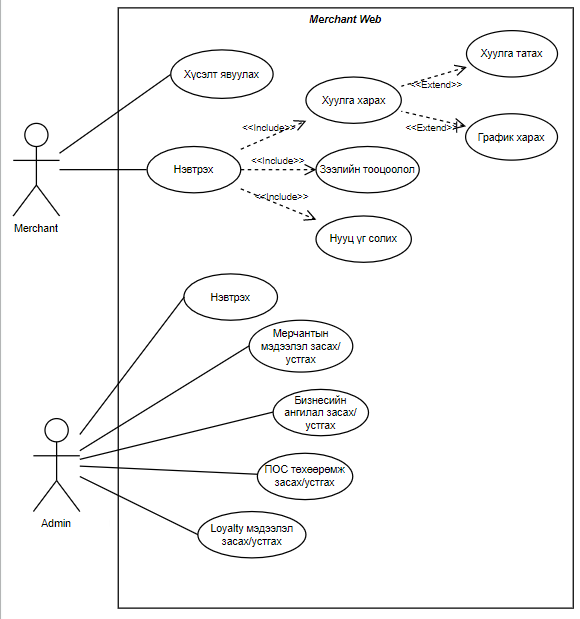 Merchant Web
Хүсэлт явуулах
Хуулга татах
<<Extend>>
Хуулга харах
<<Include>>
<<Extend>>
График харах
Merchant
Нэвтрэх
<<Include>>
Зээлийн тооцоолол
<<Include>>
Нууц үг солих
Нэвтрэх
Мерчантын
мэдээлэл засах/
устгах
Бизнесийн
ангилал засах/
устгах
Admin
ПОС төхөөрөмж
засах/устгах
Loyalty мэдээлэл
засах/устгах